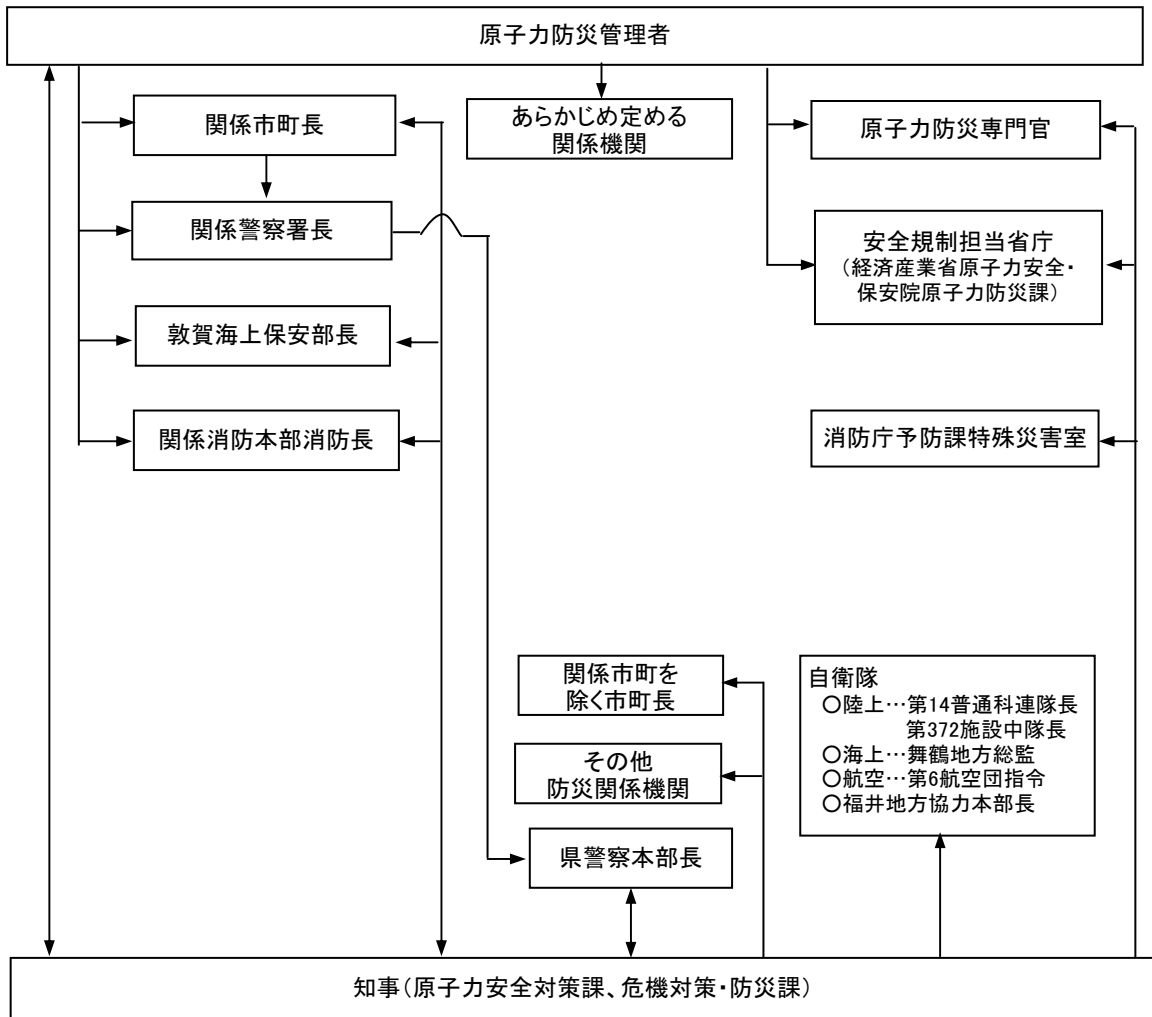 原子力防災管理者
関係市町長
あらかじめ定める
関係機関
原子力防災専門官
関係警察署長
安全規制担当省庁
(経済産業省原子力安全・
保安院原子力防災課)
敦賀海上保安部長
関係消防本部消防長
消防庁予防課特殊災害室
関係市町を
除く市町長
自衛隊
○陸上…第14普通科連隊長
第372施設中隊長
○海上…舞鶴地方総監
○航空…第6航空団指令
○福井地方協力本部長
その他
防災関係機関
県警察本部長
知事(原子力安全対策課、危機対策・防災課)